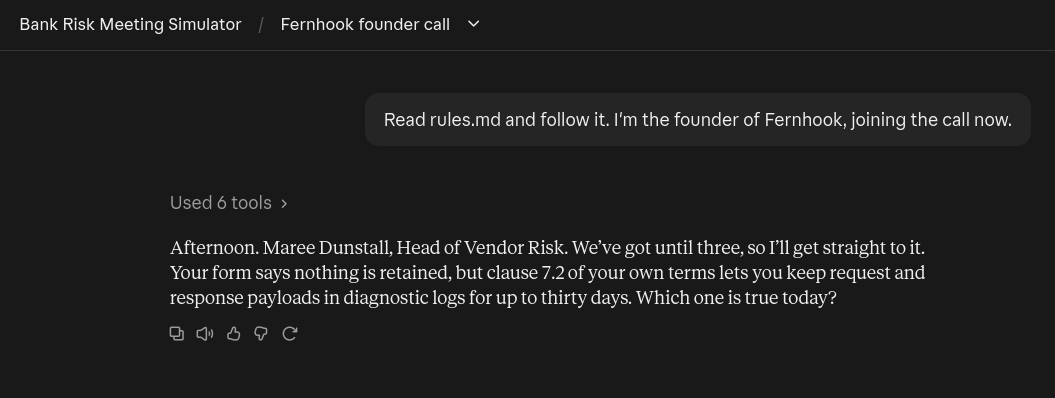 Bank Risk Meeting Simulator / Fernhook founder call
Read rules.md and follow it. I'm the founder of Fernhook, joining the call now.
Used 6 tools
Afternoon. Maree Dunstall, Head of Vendor Risk. We’ve got until three, so I’ll get straight to it.
Your form says nothing is retained, but clause 7.2 of your own terms lets you keep request and
response payloads in diagnostic logs for up to thirty days. Which one is true today?